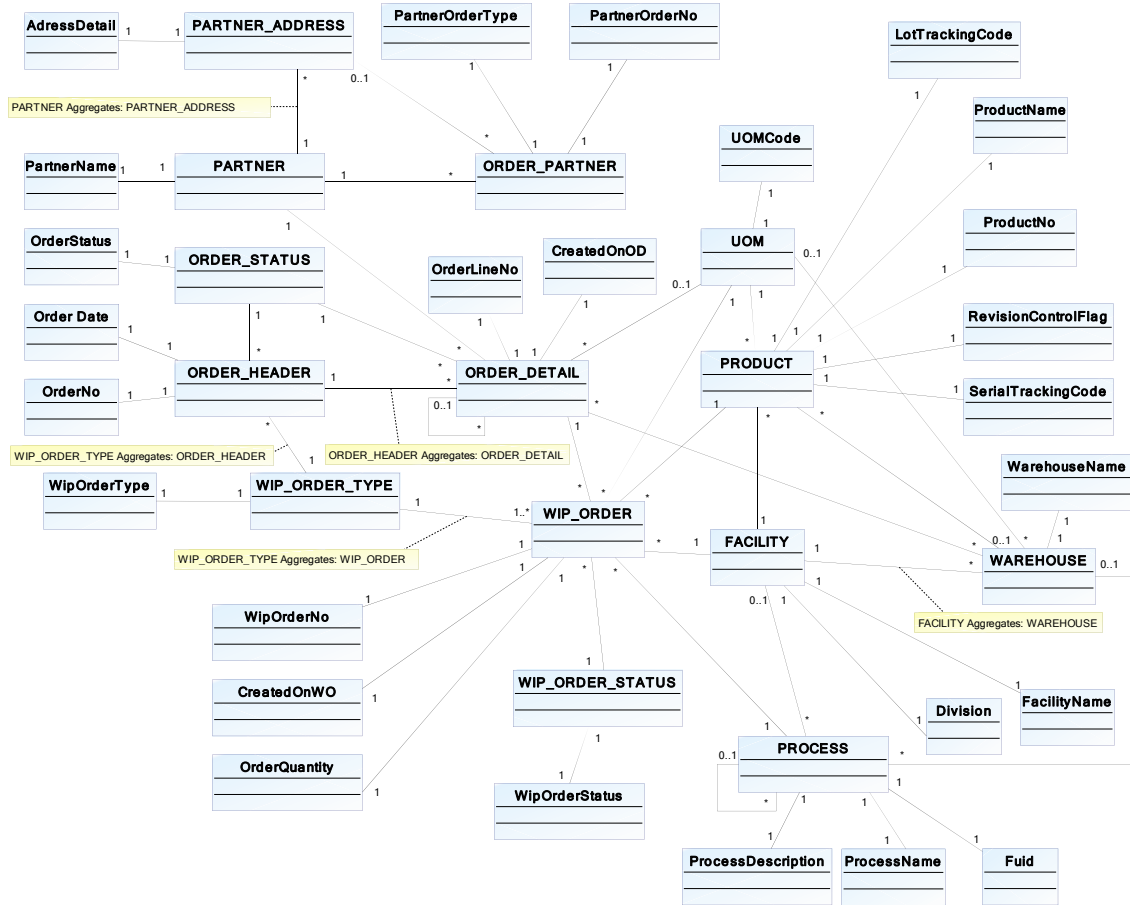 AdressDetail
1
1
PARTNER_ADDRESS
PartnerOrderType
PartnerOrderNo
LotTrackingCode
*
0..1
1
1
1
PARTNER Aggregates: PARTNER_ADDRESS
ProductName
UOMCode
*
1
1
1
1
PartnerName
1
1
PARTNER
1
*
ORDER_PARTNER
1
1
1
1
ProductNo
OrderStatus
1
1
ORDER_STATUS
OrderLineNo
CreatedOnOD
UOM
0..1
1
0..1
1
1
1
1
1
1
Order Date
1
1
*
*
*
1
1
*
*
1
1
1
1
RevisionControlFlag
ORDER_HEADER
1
*
ORDER_DETAIL
PRODUCT
1
1
SerialTrackingCode
OrderNo
1
1
0..1
*
*
1
*
*
*
1
WIP_ORDER_TYPE Aggregates: ORDER_HEADER
ORDER_HEADER Aggregates: ORDER_DETAIL
1
WarehouseName
WipOrderType
1
1
WIP_ORDER_TYPE
1
1..*
*
*
*
WIP_ORDER
1
1
WIP_ORDER_TYPE Aggregates: WIP_ORDER
*
1
FACILITY
1
0..1
*
1
*
*
WAREHOUSE
0..1
1
1
1
*
*
1
FACILITY Aggregates: WAREHOUSE
0..1
1
WipOrderNo
1
WIP_ORDER_STATUS
1
CreatedOnWO
1
1
FacilityName
Division
1
1
1
*
PROCESS
0..1
*
*
OrderQuantity
1
1
WipOrderStatus
1
1
1
1
1
1
ProcessDescription
ProcessName
Fuid